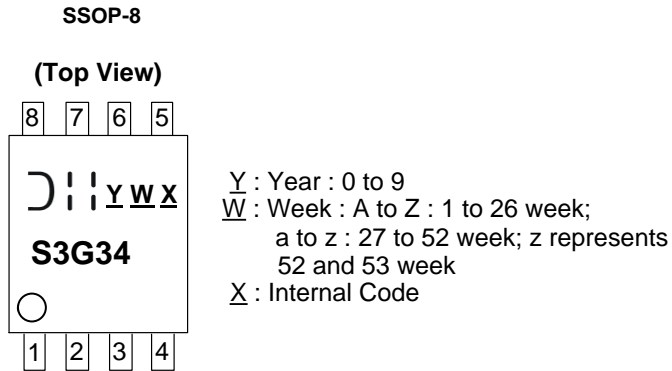 SSOP-8
(Top View)
8 7 6 5
Y W X
S3G34
1 2 3 4
Y : Year : 0 to 9
W : Week : A to Z : 1 to 26 week;
a to z : 27 to 52 week; z represents
52 and 53 week
X : Internal Code